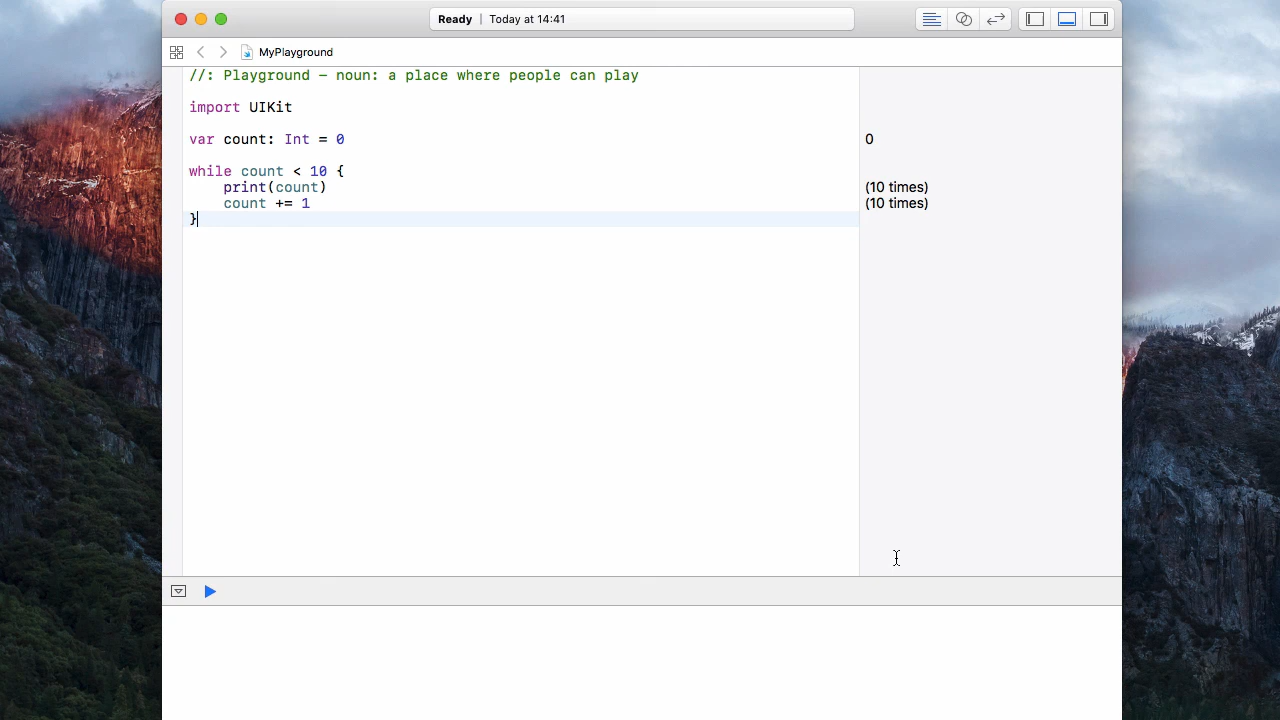 Ready | Today at 14:41
MyPlayground
//: Playground – noun: a place where people can play
import UIKit
var count: Int = 0
0
while count < 10 {
print(count)
(10 times)
count += 1
(10 times)
}